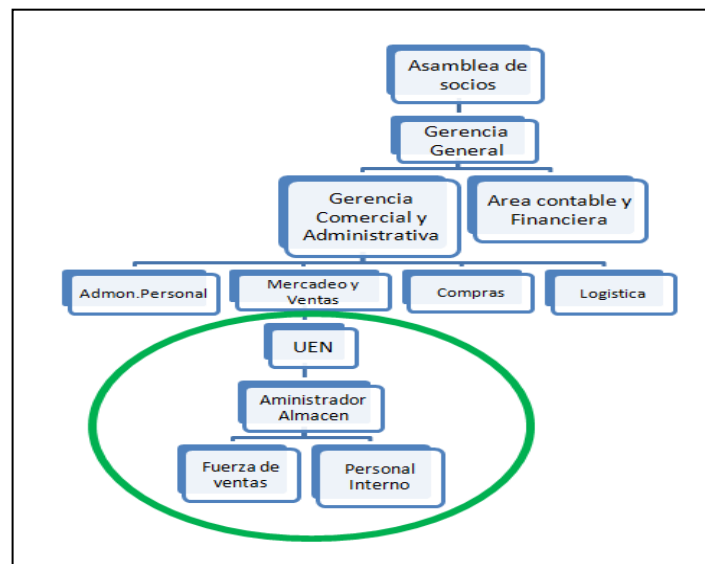 Asamblea de
socios
Gerencia
General
Gerencia
Comercial y
Administrativa
Area contable y
Financiera
Admon.Personal
Mercadeo y
Ventas
Compras
Logistica
UEN
Aministrador
Almacen
Fuerza de
ventas
Personal
Interno